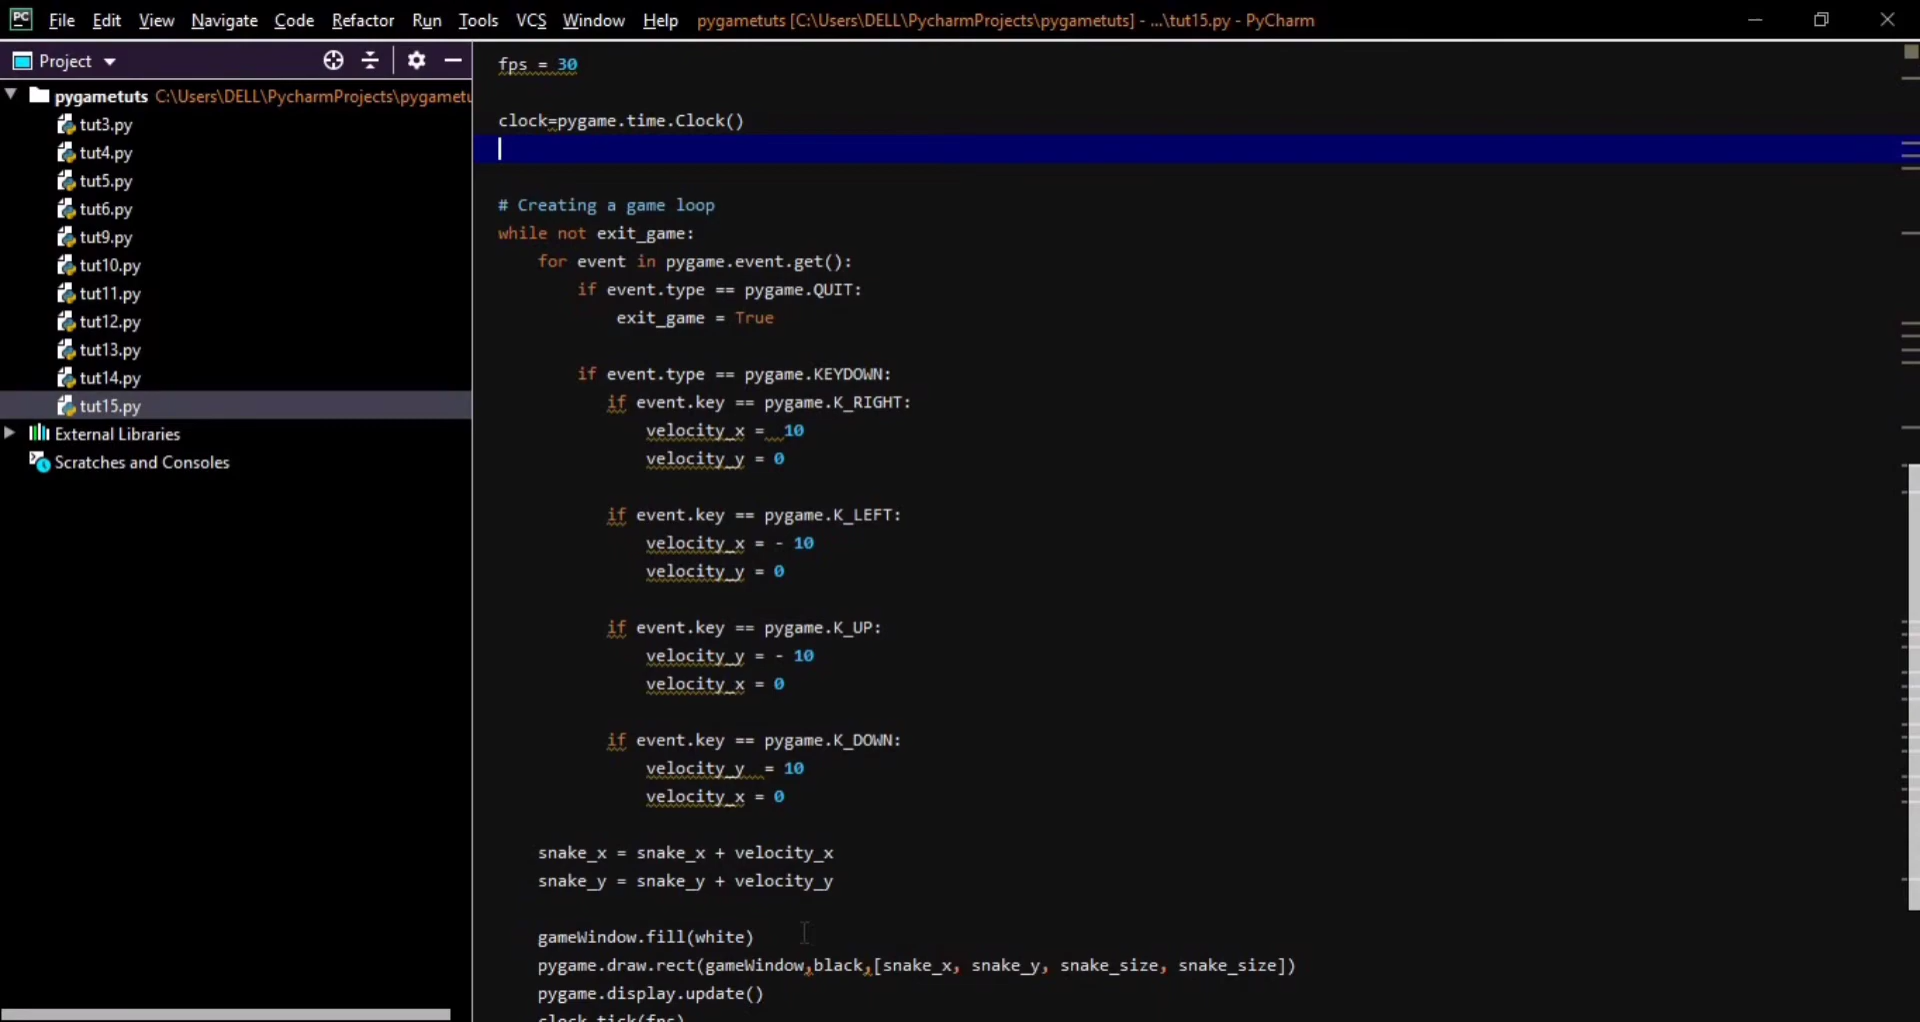 PC File Edit View Navigate Code Refactor Run Tools VCS Window Help pygametuts [C:\Users\DELL\PycharmProjects\pygametuts] - ...\tut15.py - PyCharm
Project
pygametuts C:\Users\DELL\PycharmProjects\pygametu
tut3.py
tut4.py
tut5.py
tut6.py
tut9.py
tut10.py
tut11.py
tut12.py
tut13.py
tut14.py
tut15.py
External Libraries
Scratches and Consoles
fps = 30
clock=pygame.time.Clock()
# Creating a game loop
while not exit_game:
for event in pygame.event.get():
if event.type == pygame.QUIT:
exit_game = True
if event.type == pygame.KEYDOWN:
if event.key == pygame.K_RIGHT:
velocity_x =  10
velocity_y = 0
if event.key == pygame.K_LEFT:
velocity_x = - 10
velocity_y = 0
if event.key == pygame.K_UP:
velocity_y = - 10
velocity_x = 0
if event.key == pygame.K_DOWN:
velocity_y  = 10
velocity_x = 0
snake_x = snake_x + velocity_x
snake_y = snake_y + velocity_y
gameWindow.fill(white)
pygame.draw.rect(gameWindow,black,[snake_x, snake_y, snake_size, snake_size])
pygame.display.update()
clock.tick(fps)